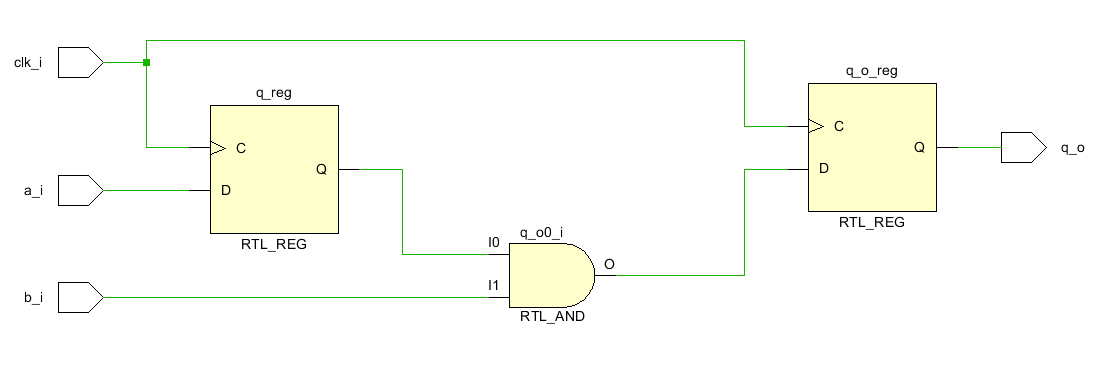 clk_i
a_i
b_i
q_reg
C
D
Q
RTL_REG
q_o0_i
I0
I1
O
RTL_AND
q_o_reg
C
D
Q
RTL_REG
q_o